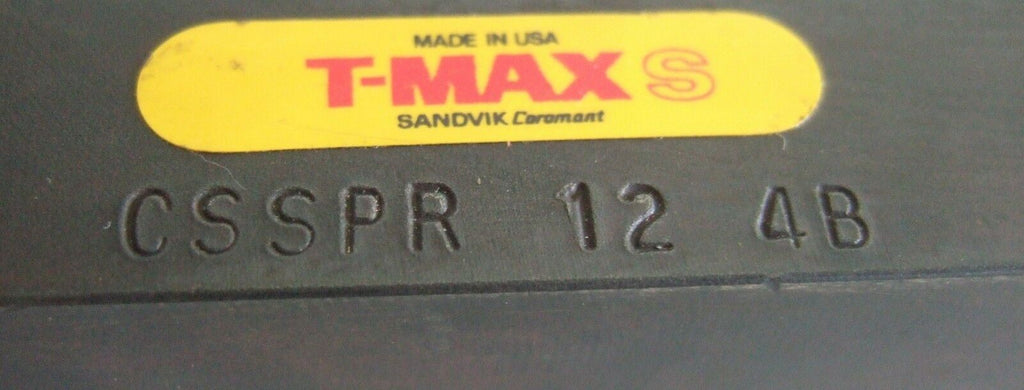 MADE IN USA
T-MAX S
SANDVIK Coromant
CSSPR 12 4B